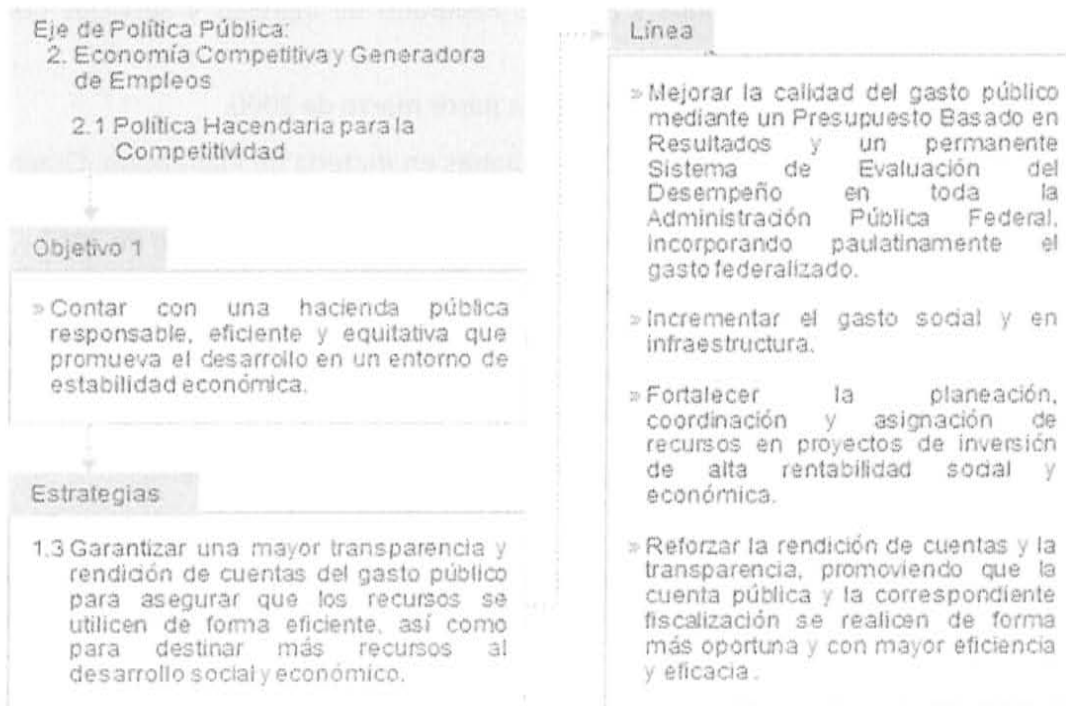 Eje de Política Pública:
2. Economía Competitiva y Generadora
de Empleos
2.1 Política Hacendaria para la
Competitividad
Objetivo 1
» Contar con una hacienda pública
responsable, eficiente y equitativa que
promueva el desarrollo en un entorno de
estabilidad económica.
Estrategias
1.3 Garantizar una mayor transparencia y
rendición de cuentas del gasto público
para asegurar que los recursos se
utilicen de forma eficiente, así como
para destinar más recursos al
desarrollo social y económico.
Línea
» Mejorar la calidad del gasto público
mediante un Presupuesto Basado en
Resultados y un permanente
Sistema de Evaluación del
Desempeño en toda la
Administración Pública Federal,
incorporando paulatinamente el
gasto federalizado.
» Incrementar el gasto social y en
infraestructura.
» Fortalecer la planeación,
coordinación y asignación de
recursos en proyectos de inversión
de alta rentabilidad social y
económica.
» Reforzar la rendición de cuentas y la
transparencia, promoviendo que la
cuenta pública y la correspondiente
fiscalización se realicen de forma
más oportuna y con mayor eficiencia
y eficacia.